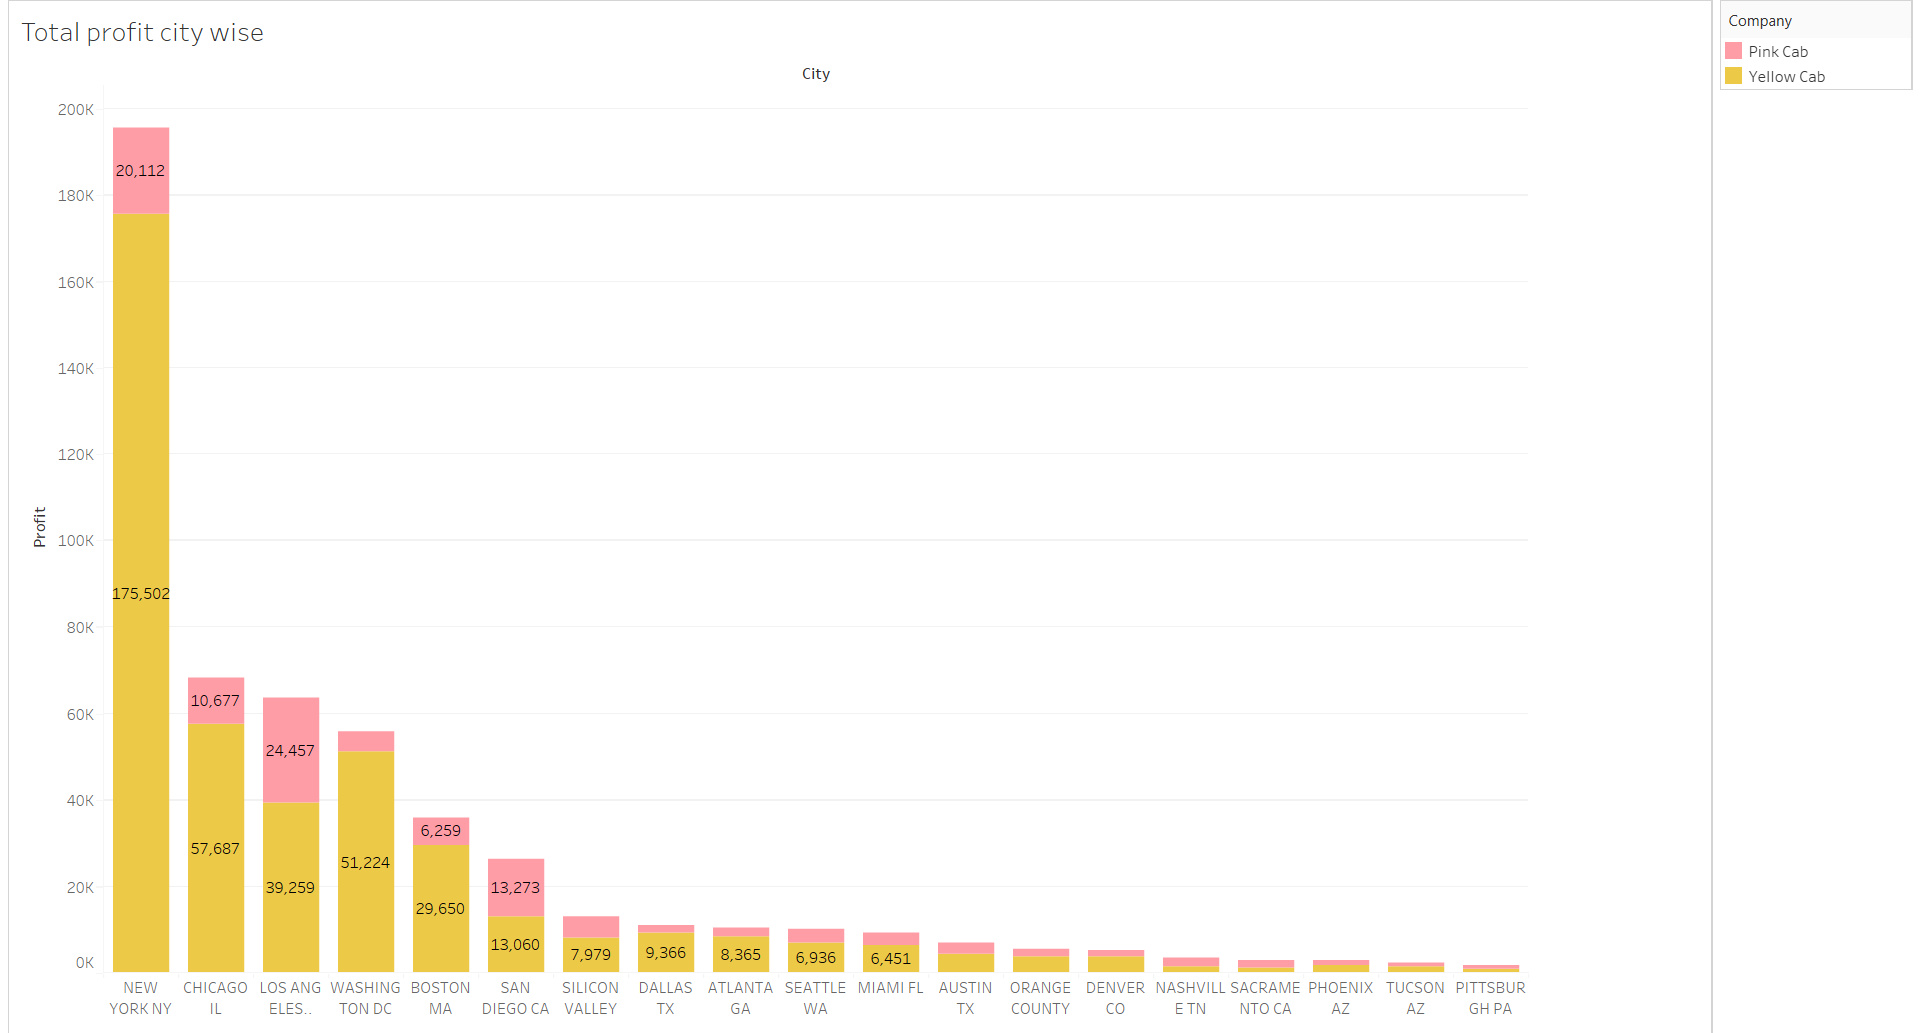 Total profit city wise
City
Company
Pink Cab
Yellow Cab
Profit
200K
180K
160K
140K
120K
100K
80K
60K
40K
20K
0K
20,112
175,502
10,677
57,687
24,457
39,259
51,224
6,259
29,650
13,273
13,060
7,979
9,366
8,365
6,936
6,451
NEW
YORK NY
CHICAGO
IL
LOS ANG
ELES..
WASHING
TON DC
BOSTON
MA
SAN
DIEGO CA
SILICON
VALLEY
DALLAS
TX
ATLANTA
GA
SEATTLE
WA
MIAMI FL
AUSTIN
TX
ORANGE
COUNTY
DENVER
CO
NASHVILL
E TN
SACRAME
NTO CA
PHOENIX
AZ
TUCSON
AZ
PITTSBUR
GH PA